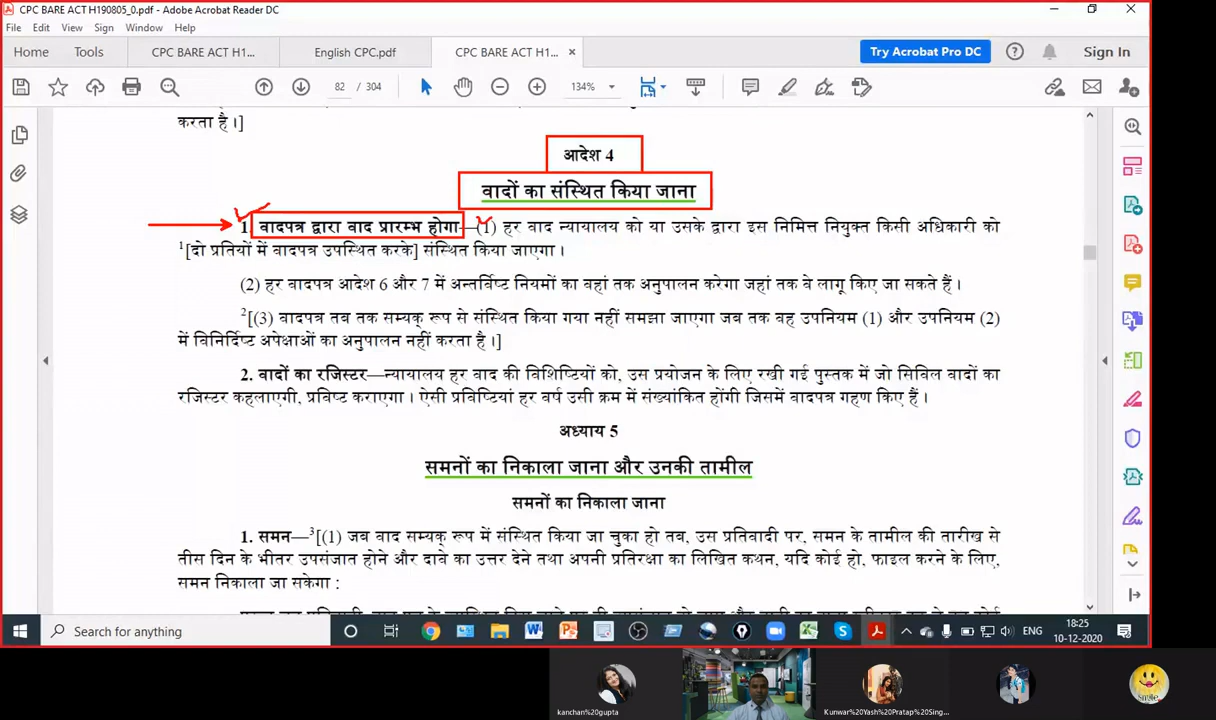 CPC BARE ACT H190805_0.pdf - Adobe Acrobat Reader DC
File Edit View Sign Window Help
Home Tools CPC BARE ACT H1... English CPC.pdf CPC BARE ACT H1... × Try Acrobat Pro DC Sign In
82 / 304 134%
करता है।]
आदेश 4
वादों का संस्थित किया जाना
1. वादपत्र द्वारा वाद प्रारम्भ होगा—(1) हर वाद न्यायालय को या उसके द्वारा इस निमित्त नियुक्त किसी अधिकारी को
1[दो प्रतियों में वादपत्र उपस्थित करके] संस्थित किया जाएगा।
(2) हर वादपत्र आदेश 6 और 7 में अन्तर्विष्ट नियमों का वहां तक अनुपालन करेगा जहां तक वे लागू किए जा सकते हैं।
2[(3) वादपत्र तब तक सम्यक् रूप से संस्थित किया गया नहीं समझा जाएगा जब तक वह उपनियम (1) और उपनियम (2)
में विनिर्दिष्ट अपेक्षाओं का अनुपालन नहीं करता है।]
2. वादों का रजिस्टर—न्यायालय हर वाद की विशिष्टियों को, उस प्रयोजन के लिए रखी गई पुस्तक में जो सिविल वादों का
रजिस्टर कहलाएगी, प्रविष्ट कराएगा। ऐसी प्रविष्टियां हर वर्ष उसी क्रम में संख्यांकित होंगी जिसमें वादपत्र गहण किए हैं।
अध्याय 5
समनों का निकाला जाना और उनकी तामील
समनों का निकाला जाना
1. समन—3[(1) जब वाद सम्यक् रूप में संस्थित किया जा चुका हो तब, उस प्रतिवादी पर, समन के तामील की तारीख से
तीस दिन के भीतर उपसंजात होने और दावे का उत्तर देने तथा अपनी प्रतिरक्षा का लिखित कथन, यदि कोई हो, फाइल करने के लिए,
समन निकाला जा सकेगा :
Search for anything ENG 18:25
10-12-2020
kanchan%20gupta Kunwar%20Yash%20Pratap%20Sing...